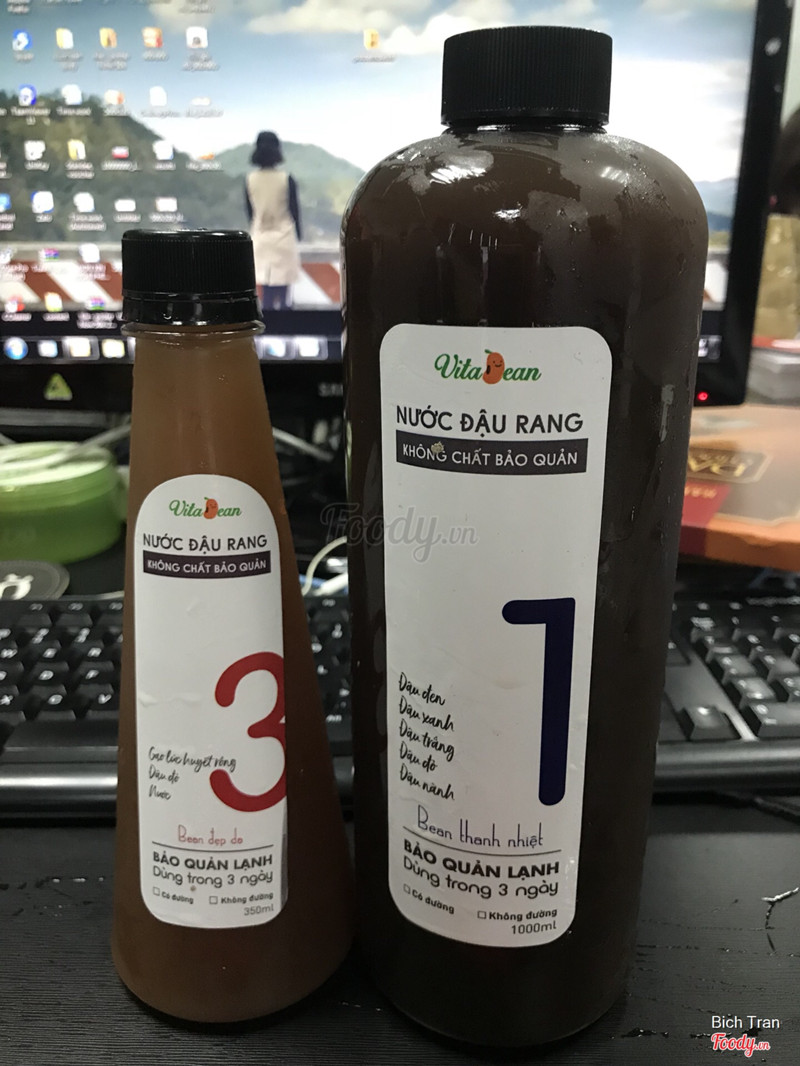 VitaBean
NƯỚC ĐẬU RANG
KHÔNG CHẤT BẢO QUẢN
3
Gạo lức huyết rồng
Đậu đỏ
Nước
Bean đẹp da
BẢO QUẢN LẠNH
Dùng trong 3 ngày
Có đường Không đường
350ml
VitaBean
NƯỚC ĐẬU RANG
KHÔNG CHẤT BẢO QUẢN
1
Đậu đen
Đậu xanh
Đậu trắng
Đậu đỏ
Đậu nành
Bean thanh nhiệt
BẢO QUẢN LẠNH
Dùng trong 3 ngày
Có đường Không đường
1000ml
Foody.vn
Bich Tran
Foody.vn